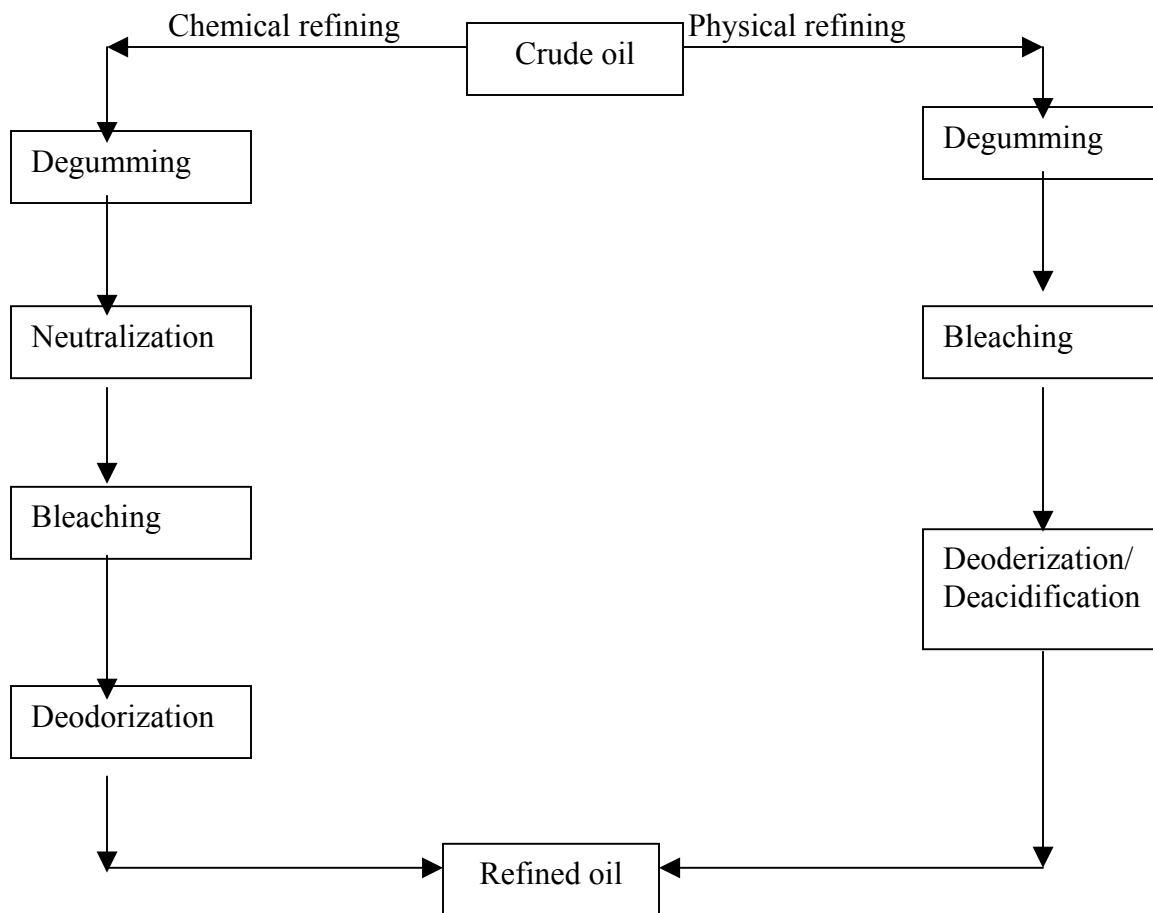 Chemical refining
Crude oil
Physical refining
Degumming
Neutralization
Bleaching
Deodorization
Degumming
Bleaching
Deoderization/
Deacidification
Refined oil